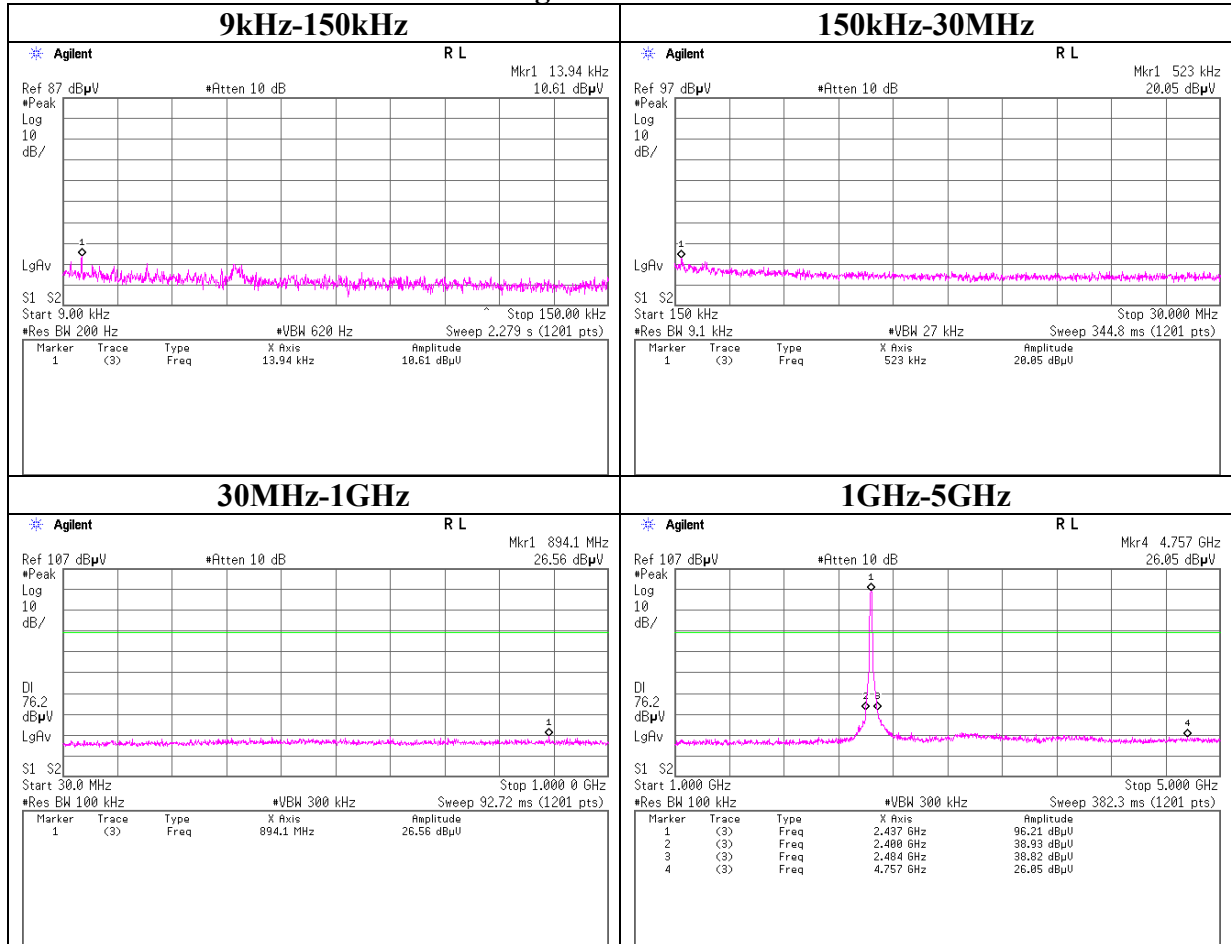 9kHz-150kHz
Agilent
R L
Mkr1 13.94 kHz
Ref 87 dBµV
#Atten 10 dB
10.61 dBµV
#Peak
Log
10
dB/
1
LgAv
S1 S2
Start 9.00 kHz
^
Stop 150.00 kHz
#Res BW 200 Hz
#VBW 620 Hz
Sweep 2.279 s (1201 pts)
Marker Trace Type X Axis Amplitude
1 (3) Freq 13.94 kHz 10.61 dBµV
150kHz-30MHz
Agilent
R L
Mkr1 523 kHz
Ref 97 dBµV
#Atten 10 dB
20.05 dBµV
#Peak
Log
10
dB/
1
LgAv
S1 S2
Start 150 kHz
Stop 30.000 MHz
#Res BW 9.1 kHz
#VBW 27 kHz
Sweep 344.8 ms (1201 pts)
Marker Trace Type X Axis Amplitude
1 (3) Freq 523 kHz 20.05 dBµV
30MHz-1GHz
Agilent
R L
Mkr1 894.1 MHz
Ref 107 dBµV
#Atten 10 dB
26.56 dBµV
#Peak
Log
10
dB/
DI
76.2
dBµV
1
LgAv
S1 S2
Start 30.0 MHz
Stop 1.000 0 GHz
#Res BW 100 kHz
#VBW 300 kHz
Sweep 92.72 ms (1201 pts)
Marker Trace Type X Axis Amplitude
1 (3) Freq 894.1 MHz 26.56 dBµV
1GHz-5GHz
Agilent
R L
Mkr4 4.757 GHz
Ref 107 dBµV
#Atten 10 dB
26.05 dBµV
#Peak
Log
10
dB/
1
DI
76.2
dBµV
2 3
4
LgAv
S1 S2
Start 1.000 GHz
Stop 5.000 GHz
#Res BW 100 kHz
#VBW 300 kHz
Sweep 382.3 ms (1201 pts)
Marker Trace Type X Axis Amplitude
1 (3) Freq 2.437 GHz 96.21 dBµV
2 (3) Freq 2.400 GHz 38.93 dBµV
3 (3) Freq 2.484 GHz 38.82 dBµV
4 (3) Freq 4.757 GHz 26.05 dBµV